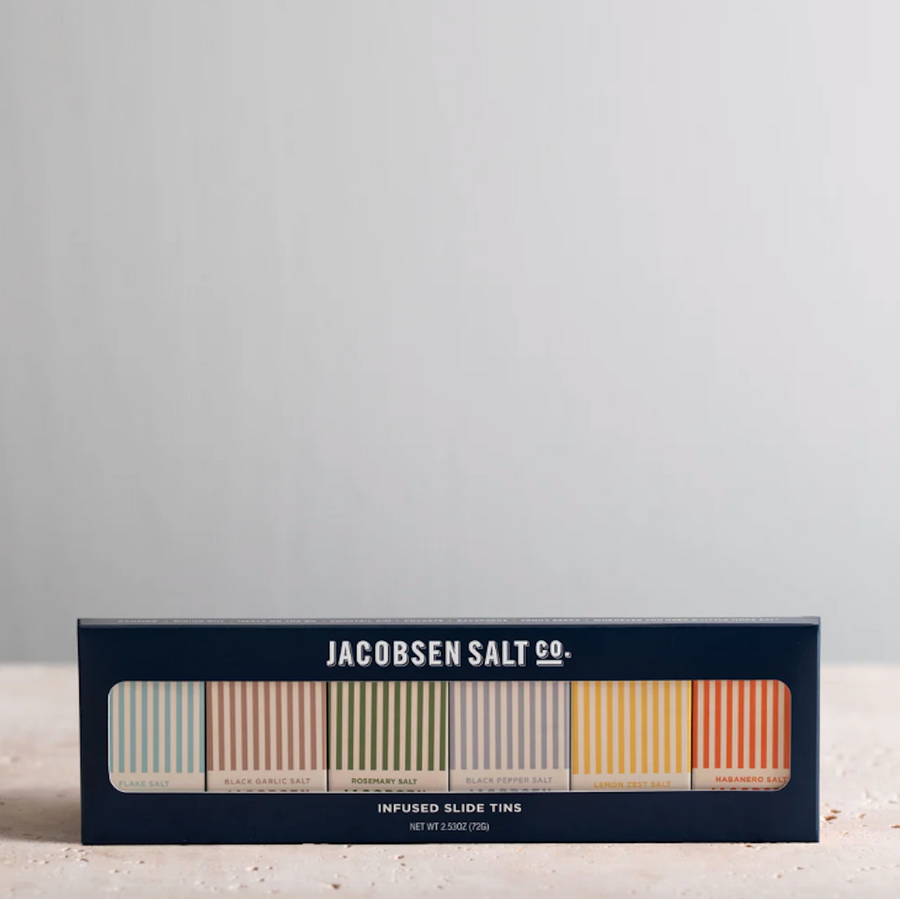 JACOBSEN SALT CO.
FLAKE SALT
BLACK GARLIC SALT
ROSEMARY SALT
BLACK PEPPER SALT
LEMON ZEST SALT
HABANERO SALT
INFUSED SLIDE TINS
NET WT 2.53OZ (72G)